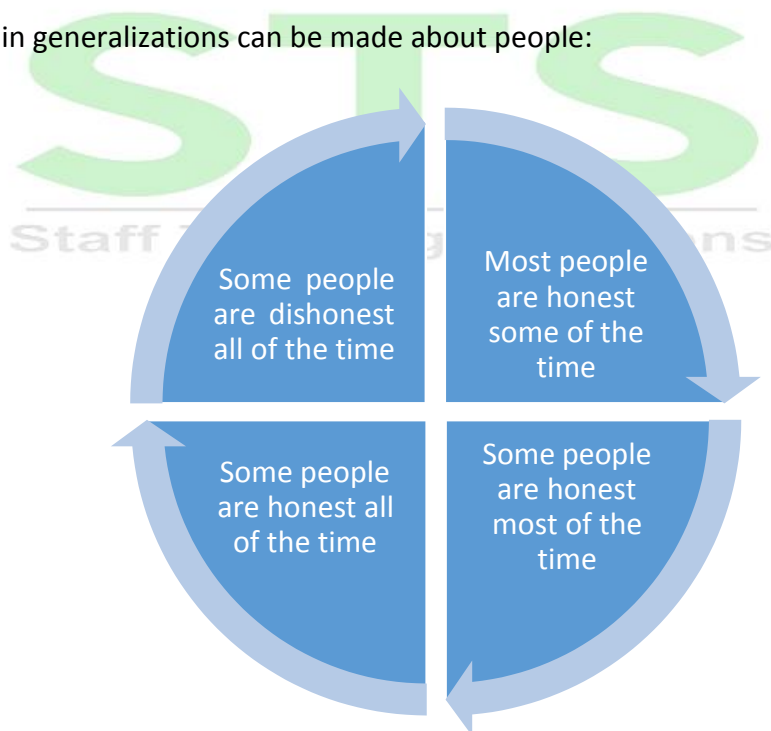 in generalizations can be made about people:
STS
Staff
Some people
are dishonest
all of the time
Most people
are honest
some of the
time
Some people
are honest all
of the time
Some people
are honest
most of the
time